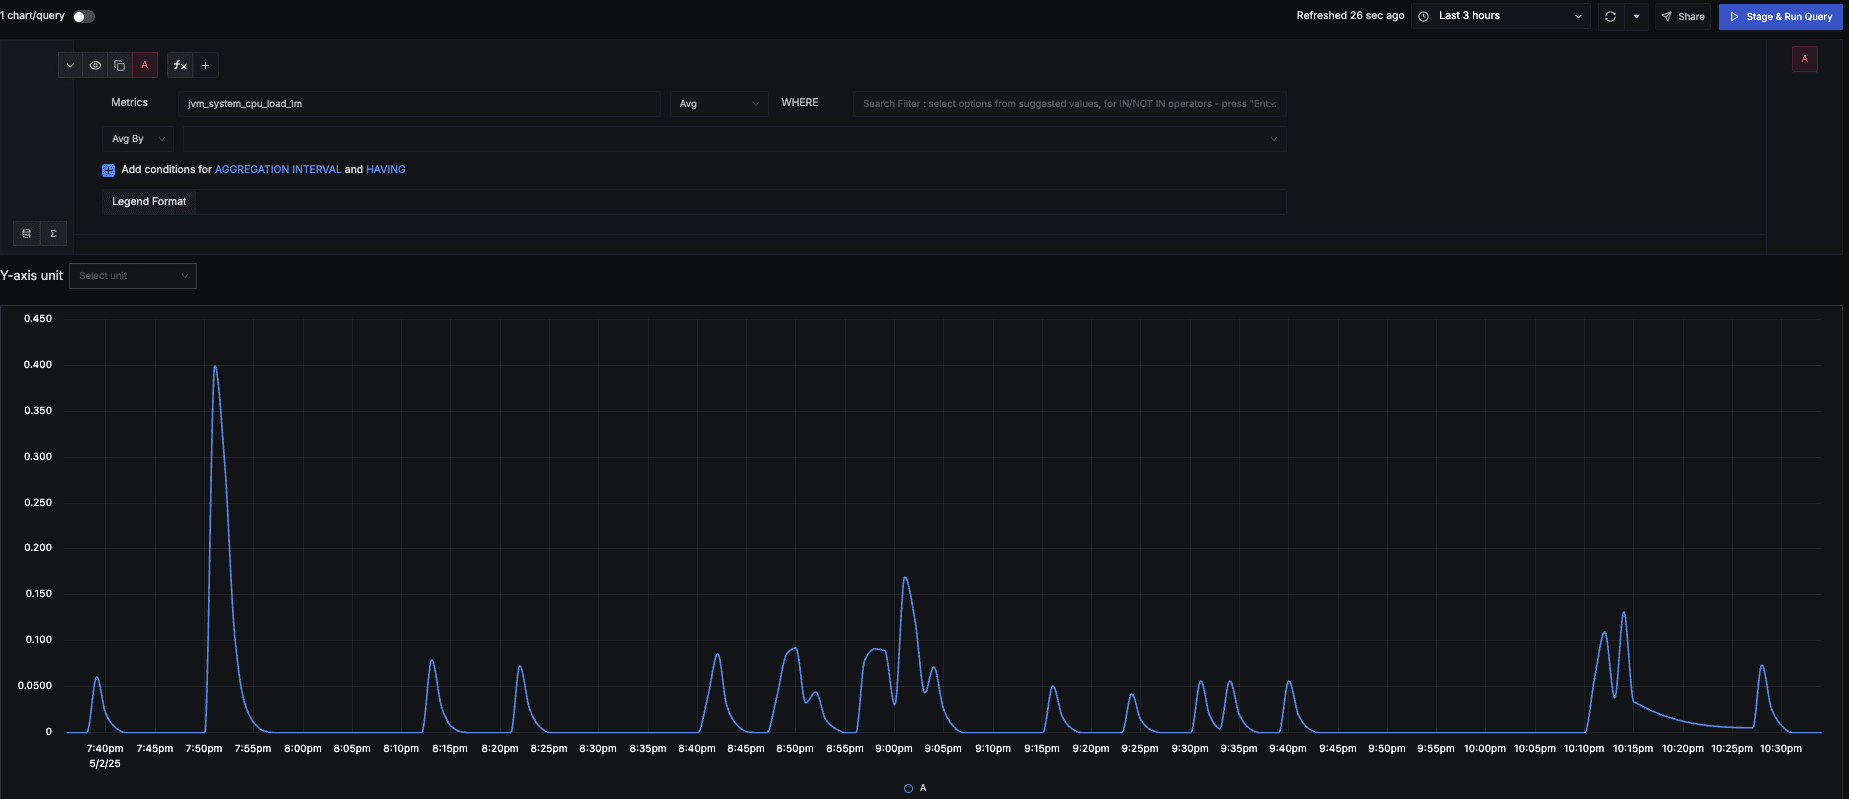 1 chart/query
Refreshed 26 sec ago
Last 3 hours
Share
Stage & Run Query
A
A
Metrics
jvm_system_cpu_load_1m
Avg
WHERE
Search Filter : select options from suggested values, for IN/NOT IN operators - press "Ent...
Avg By
Add conditions for AGGREGATION INTERVAL and HAVING
Legend Format
Σ
Y-axis unit
Select unit
0.450
0.400
0.350
0.300
0.250
0.200
0.150
0.100
0.0500
0
7:40pm 7:45pm 7:50pm 7:55pm 8:00pm 8:05pm 8:10pm 8:15pm 8:20pm 8:25pm 8:30pm 8:35pm 8:40pm 8:45pm 8:50pm 8:55pm 9:00pm 9:05pm 9:10pm 9:15pm 9:20pm 9:25pm 9:30pm 9:35pm 9:40pm 9:45pm 9:50pm 9:55pm 10:00pm 10:05pm 10:10pm 10:15pm 10:20pm 10:25pm 10:30pm
5/2/25
A